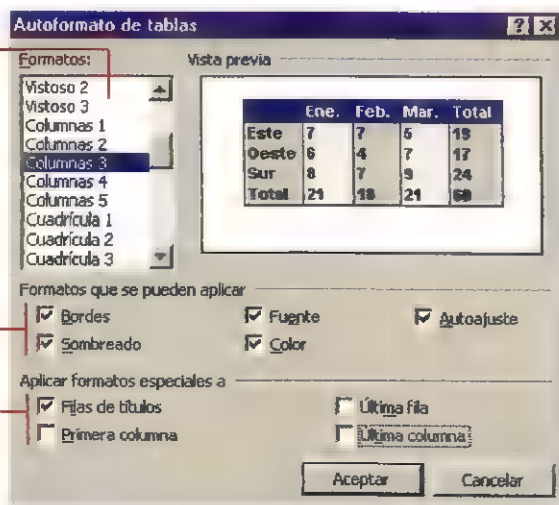 Autoformato de tablas
Formatos: Vista previa
Vistoso 2
Vistoso 3
Columnas 1
Columnas 2
Columnas 3
Columnas 4
Columnas 5
Cuadrícula 1
Cuadrícula 2
Cuadrícula 3
Ene. Feb. Mar. Total
Este 7 7 5 19
Oeste 6 4 7 17
Sur 8 7 9 24
Total 21 18 21 60
Formatos que se pueden aplicar
Bordes Fuente Autoajuste
Sombreado Color
Aplicar formatos especiales a
Filas de títulos Última fila
Primera columna Última columna
Aceptar Cancelar